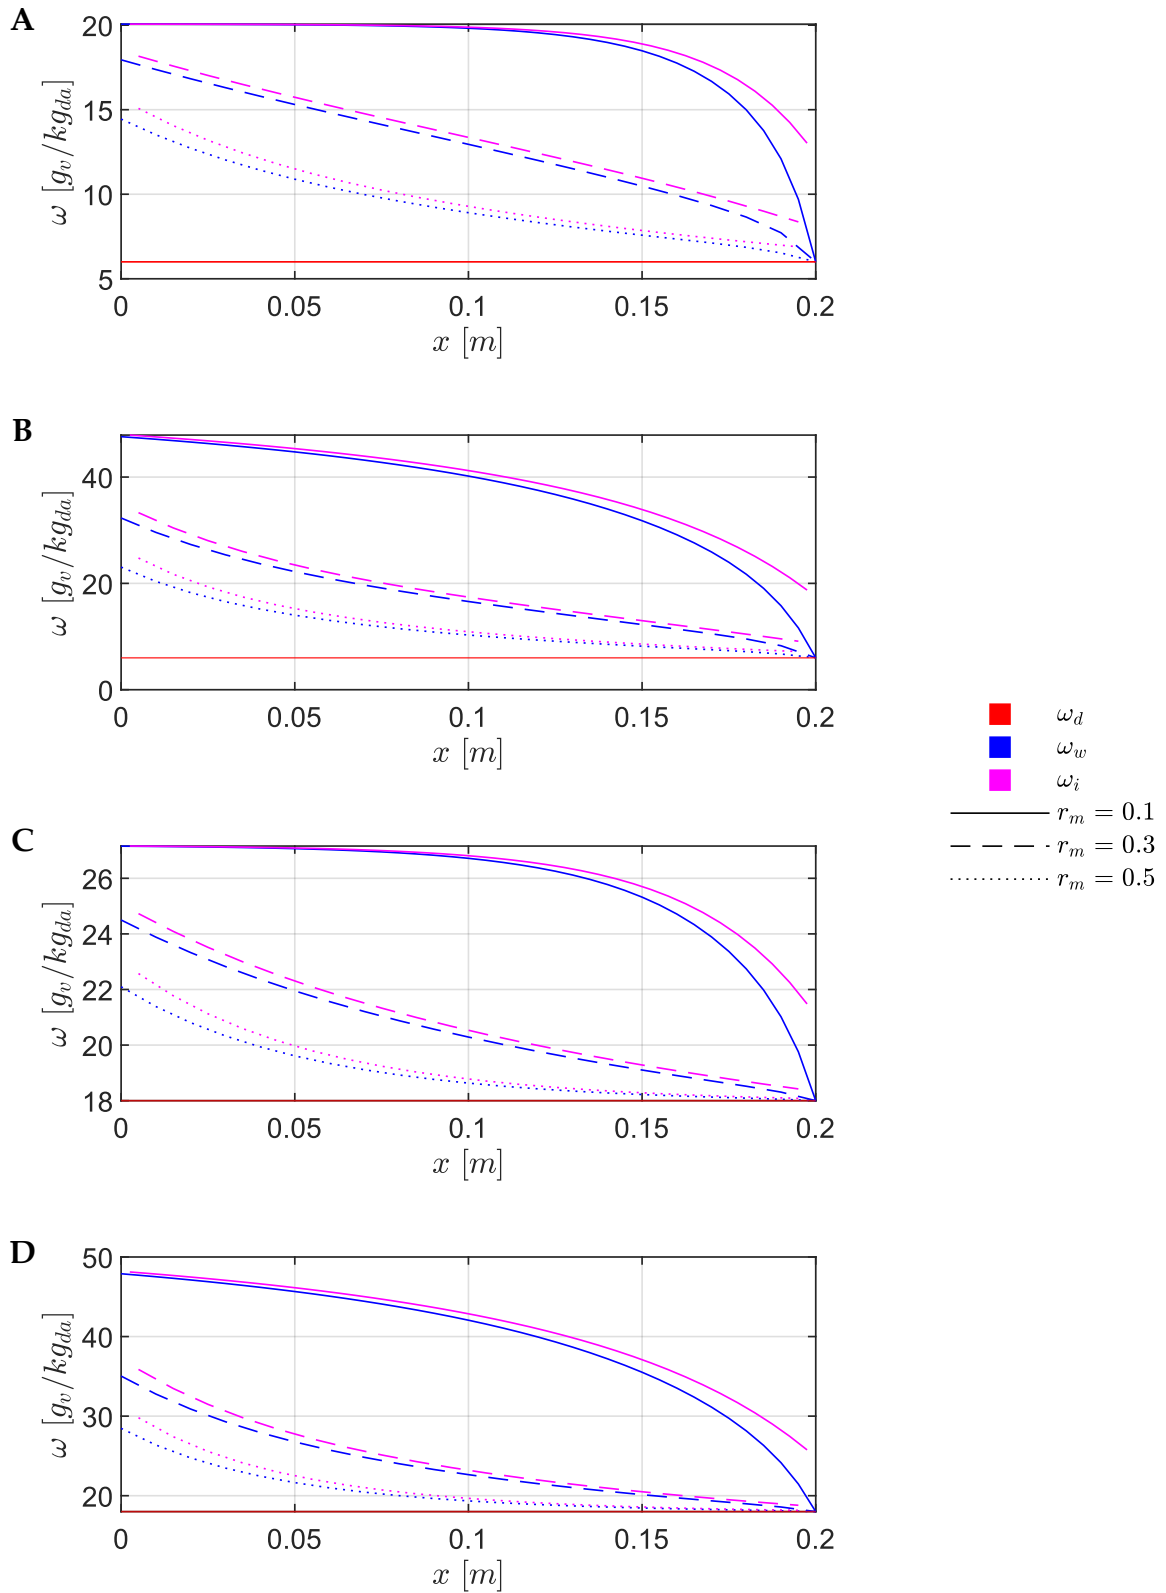 A
20
15
10
5
ω [g_v/kg_da]
0 0.05 0.1 0.15 0.2
x [m]
B
40
20
0
ω [g_v/kg_da]
0 0.05 0.1 0.15 0.2
x [m]
ω_d
ω_w
ω_i
r_m = 0.1
r_m = 0.3
r_m = 0.5
C
26
24
22
20
18
ω [g_v/kg_da]
0 0.05 0.1 0.15 0.2
x [m]
D
50
40
30
20
ω [g_v/kg_da]
0 0.05 0.1 0.15 0.2
x [m]